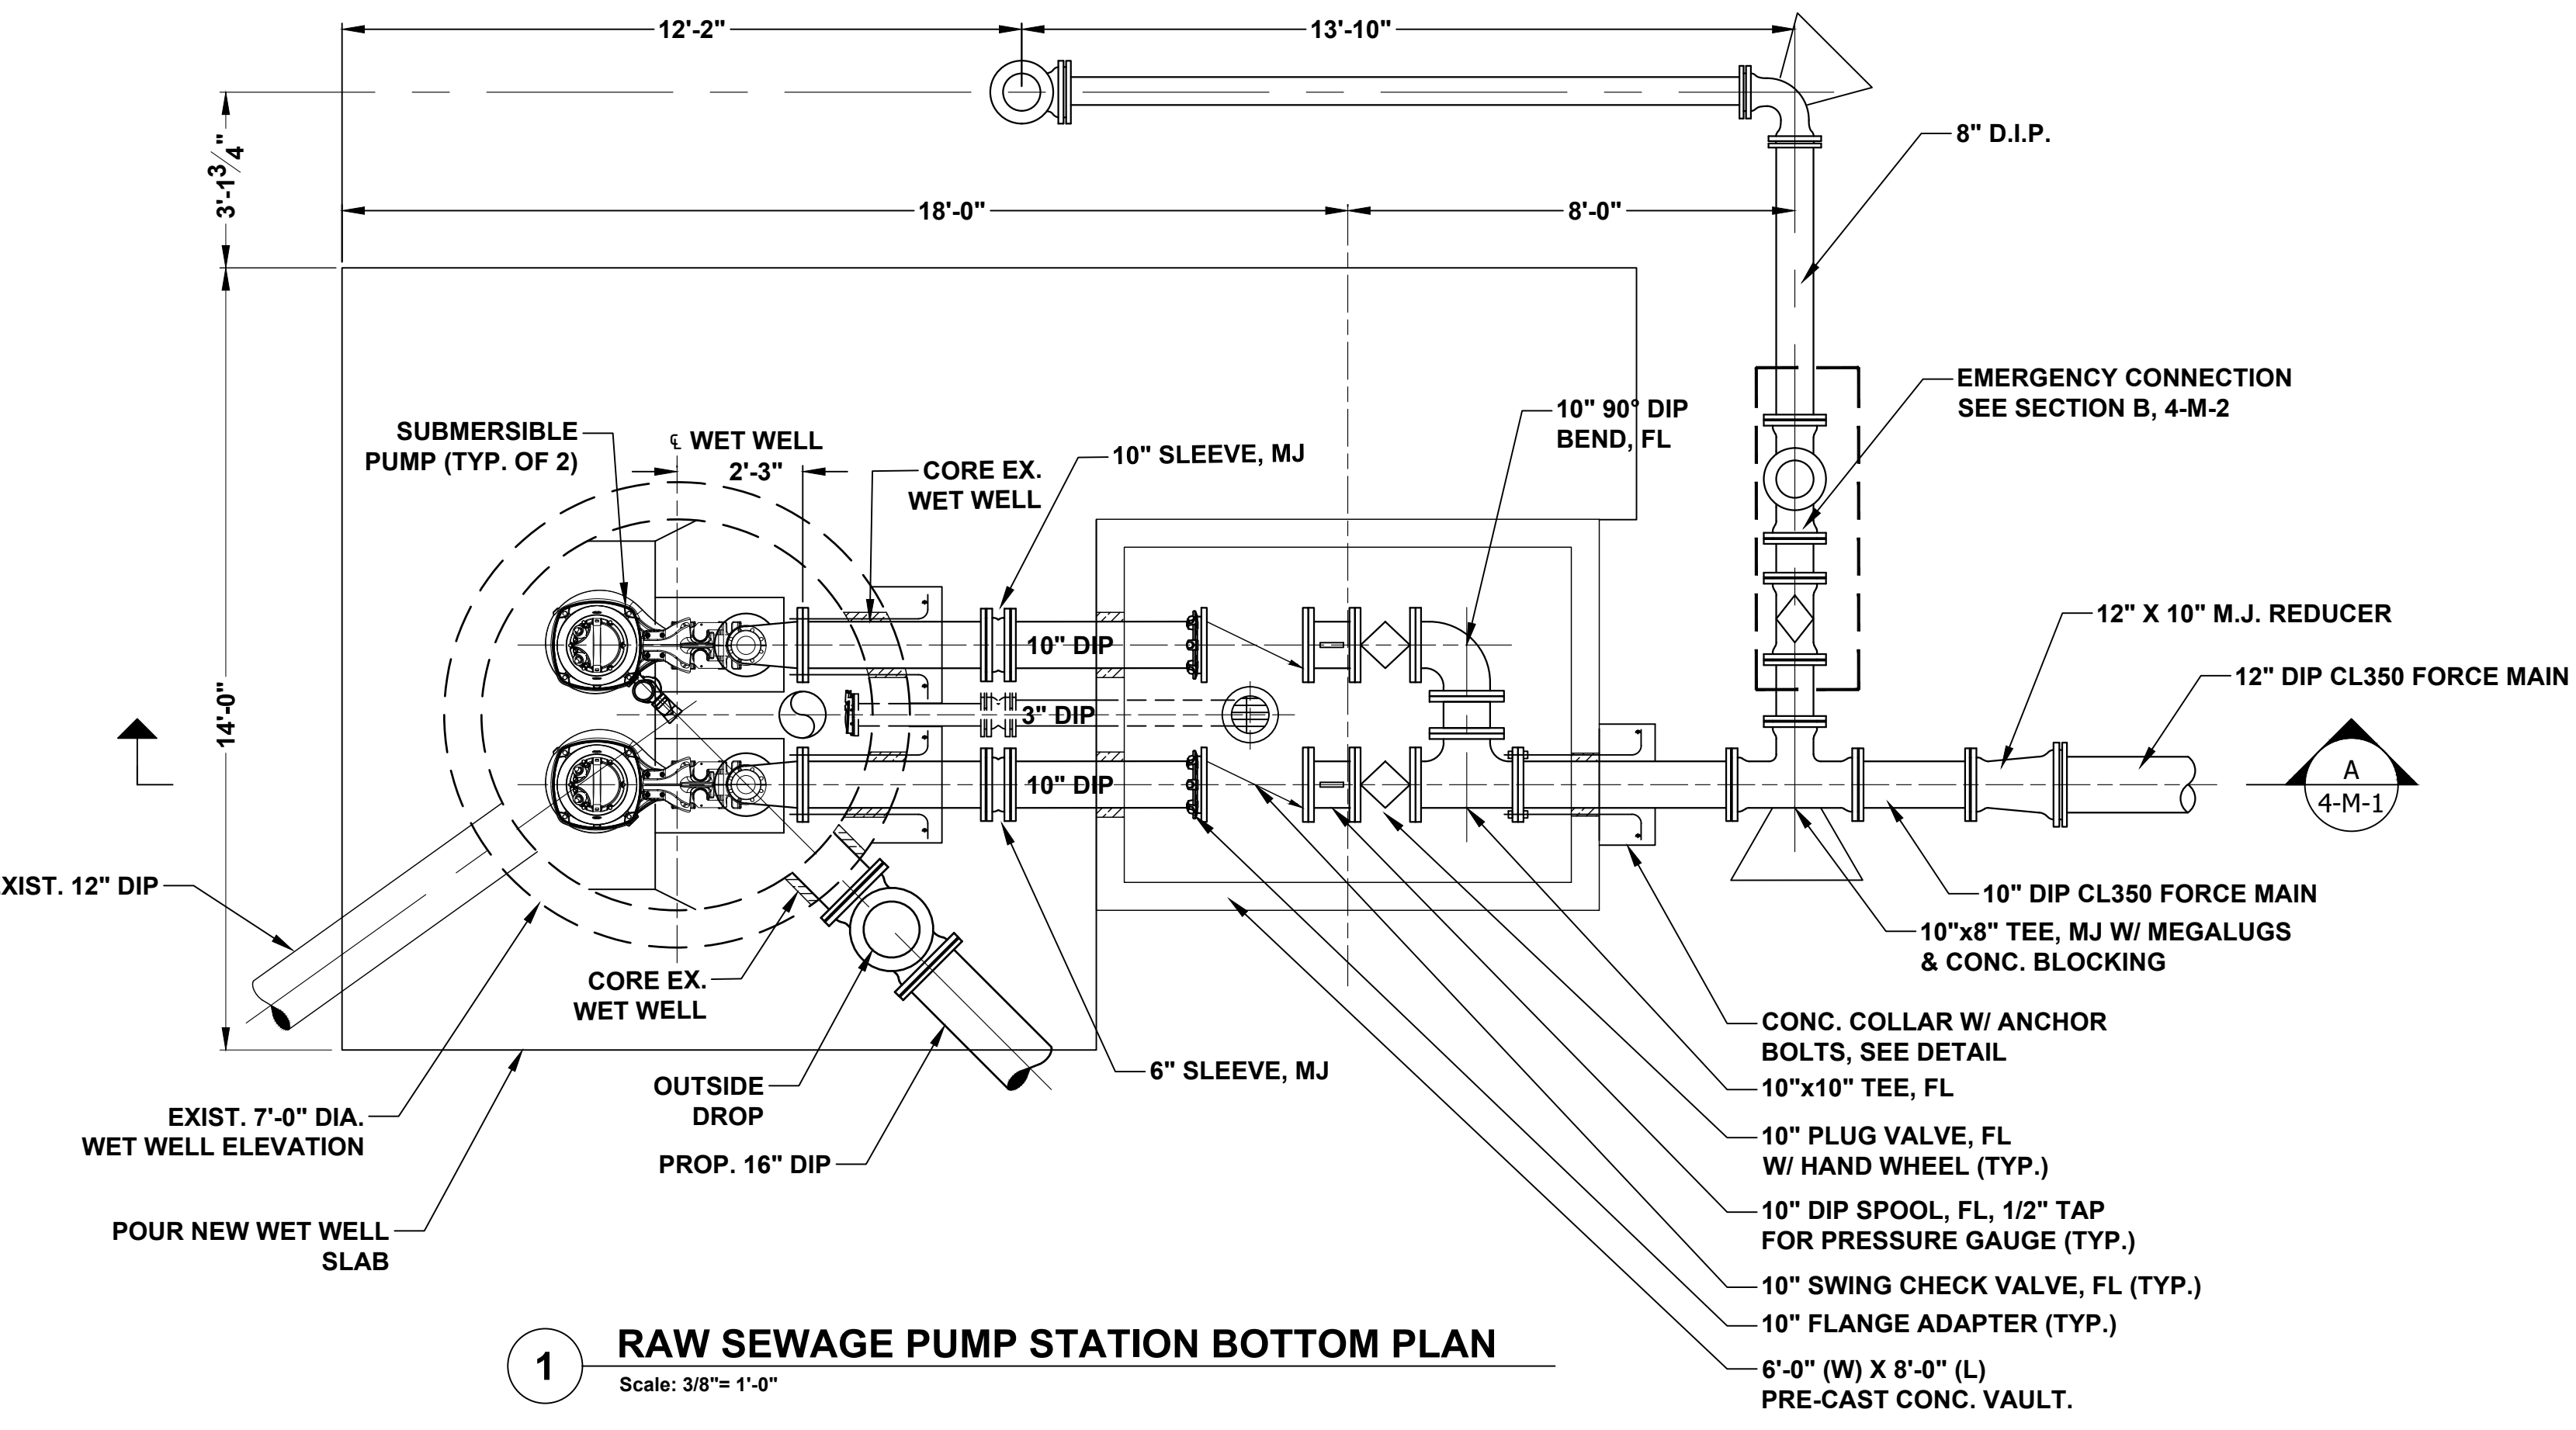 12'-2"
13'-10"
3'-1 3/4"
8" D.I.P.
18'-0"
8'-0"
EMERGENCY CONNECTION
SEE SECTION B, 4-M-2
10" 90° DIP
BEND, FL
SUBMERSIBLE
PUMP (TYP. OF 2)
℄ WET WELL
2'-3"
CORE EX.
WET WELL
10" SLEEVE, MJ
12" X 10" M.J. REDUCER
12" DIP CL350 FORCE MAIN
10" DIP
3" DIP
10" DIP
14'-0"
A
4-M-1
XIST. 12" DIP
10" DIP CL350 FORCE MAIN
10"x8" TEE, MJ W/ MEGALUGS
& CONC. BLOCKING
CORE EX.
WET WELL
CONC. COLLAR W/ ANCHOR
BOLTS, SEE DETAIL
6" SLEEVE, MJ
OUTSIDE
DROP
10"x10" TEE, FL
EXIST. 7'-0" DIA.
WET WELL ELEVATION
PROP. 16" DIP
10" PLUG VALVE, FL
W/ HAND WHEEL (TYP.)
POUR NEW WET WELL
SLAB
10" DIP SPOOL, FL, 1/2" TAP
FOR PRESSURE GAUGE (TYP.)
10" SWING CHECK VALVE, FL (TYP.)
10" FLANGE ADAPTER (TYP.)
6'-0" (W) X 8'-0" (L)
PRE-CAST CONC. VAULT.
1
RAW SEWAGE PUMP STATION BOTTOM PLAN
Scale: 3/8"= 1'-0"